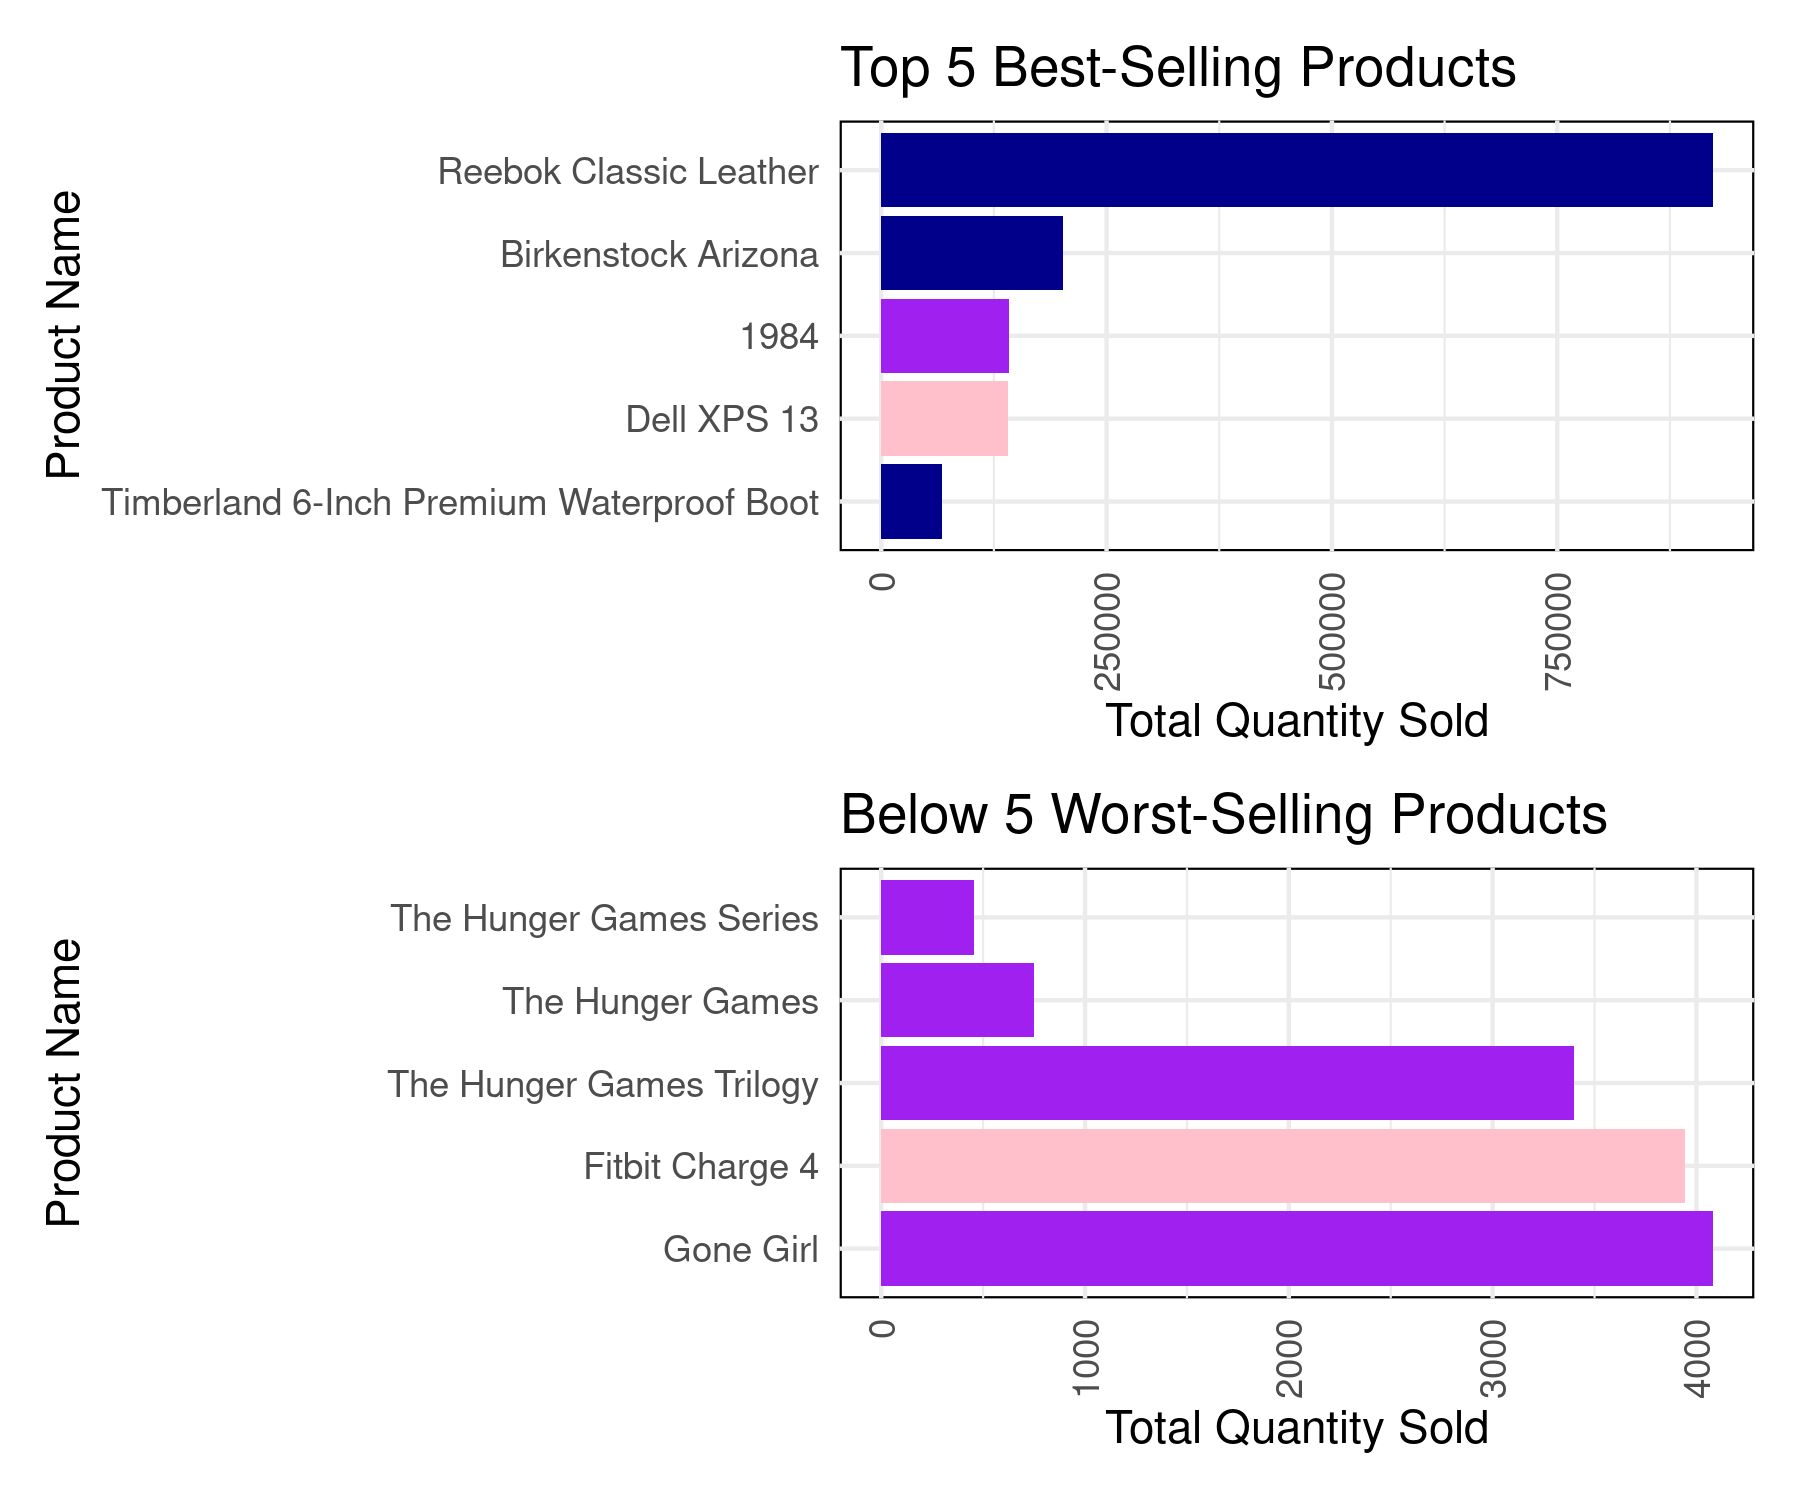 Top 5 Best-Selling Products
Product Name
Reebok Classic Leather
Birkenstock Arizona
1984
Dell XPS 13
Timberland 6-Inch Premium Waterproof Boot
0
250000
500000
750000
Total Quantity Sold
Below 5 Worst-Selling Products
Product Name
The Hunger Games Series
The Hunger Games
The Hunger Games Trilogy
Fitbit Charge 4
Gone Girl
0
1000
2000
3000
4000
Total Quantity Sold